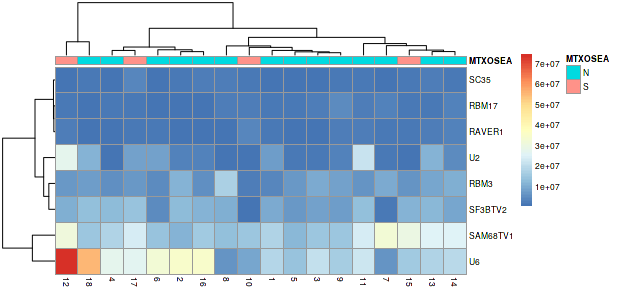 MTXOSEA
SC35
RBM17
RAVER1
U2
RBM3
SF3BTV2
SAM68TV1
U6
12 18 4 17 6 2 16 8 10 1 5 3 9 11 7 15 13 14
7e+07
6e+07
5e+07
4e+07
3e+07
2e+07
1e+07
MTXOSEA
N
S